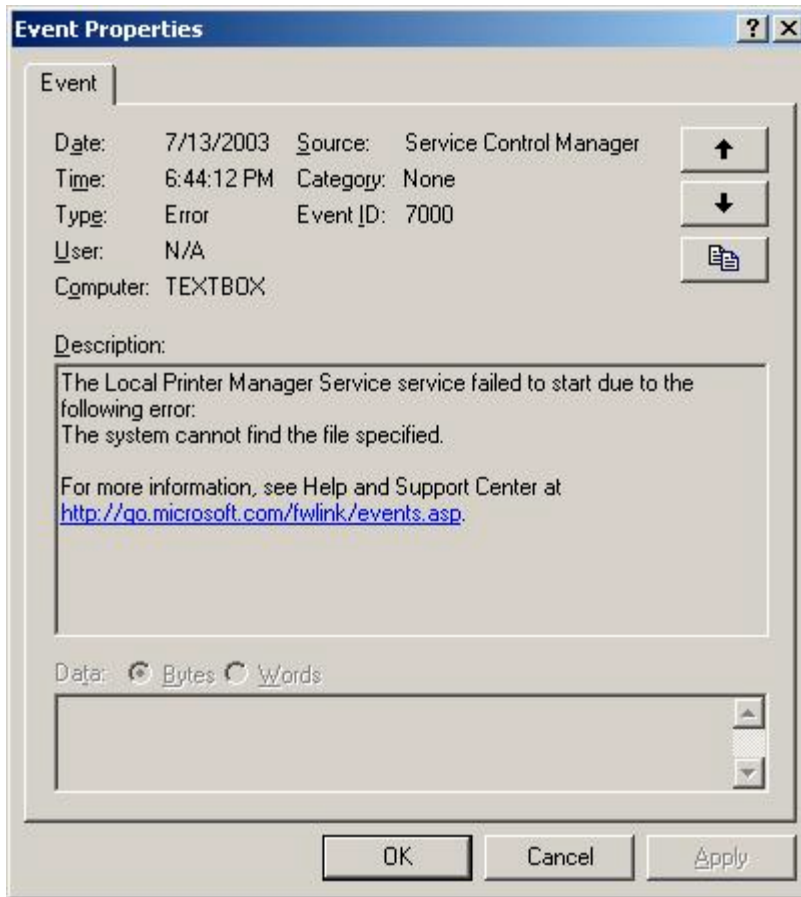 Event Properties
Event
Date: 7/13/2003 Source: Service Control Manager
Time: 6:44:12 PM Category: None
Type: Error Event ID: 7000
User: N/A
Computer: TEXTBOX
Description:
The Local Printer Manager Service service failed to start due to the
following error:
The system cannot find the file specified.
For more information, see Help and Support Center at
http://go.microsoft.com/fwlink/events.asp.
Data: Bytes Words
OK Cancel Apply